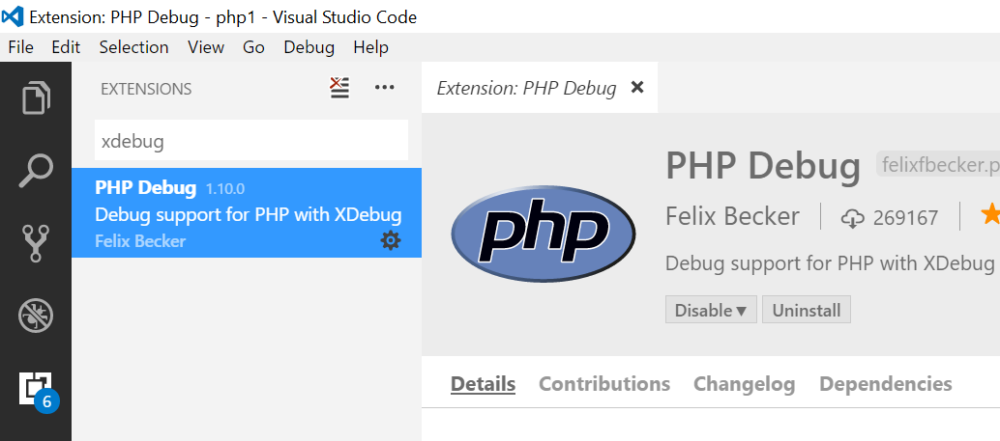 Extension: PHP Debug - php1 - Visual Studio Code
File Edit Selection View Go Debug Help
EXTENSIONS
xdebug
PHP Debug 1.10.0
Debug support for PHP with XDebug
Felix Becker
6
Extension: PHP Debug
php
PHP Debug felixfbecker.p
Felix Becker 269167
Debug support for PHP with XDebug
Disable Uninstall
Details Contributions Changelog Dependencies